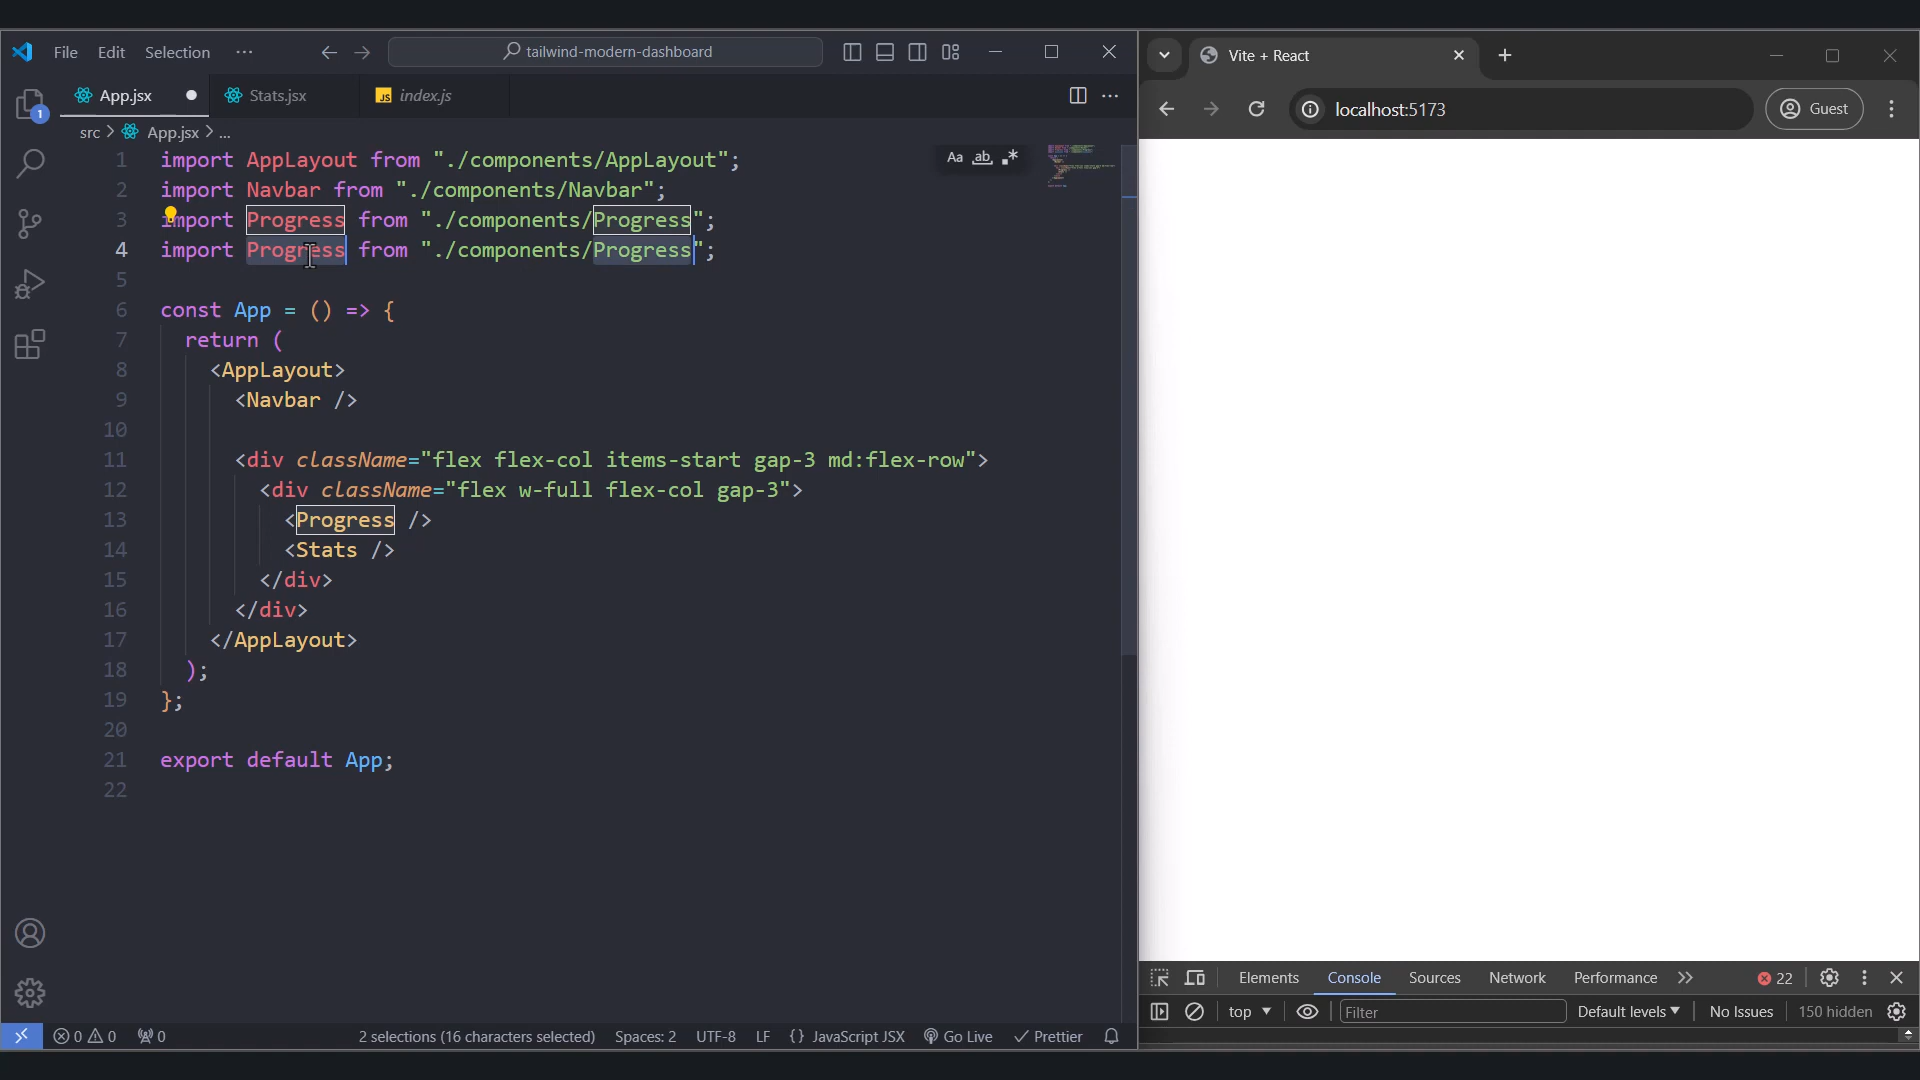 File Edit Selection ··· tailwind-modern-dashboard
App.jsx Stats.jsx JS index.js ···
1
src > App.jsx > ...
Aa ab
1 import AppLayout from "./components/AppLayout";
2 import Navbar from "./components/Navbar";
3 import Progress from "./components/Progress";
4 import Progress from "./components/Progress";
5
6 const App = () => {
7 return (
8 <AppLayout>
9 <Navbar />
10
11 <div className="flex flex-col items-start gap-3 md:flex-row">
12 <div className="flex w-full flex-col gap-3">
13 <Progress />
14 <Stats />
15 </div>
16 </div>
17 </AppLayout>
18 );
19 };
20
21 export default App;
22
0 0 0 2 selections (16 characters selected) Spaces: 2 UTF-8 LF {} JavaScript JSX Go Live Prettier
Vite + React
localhost:5173 Guest
Elements Console Sources Network Performance 22
top Filter Default levels No Issues 150 hidden